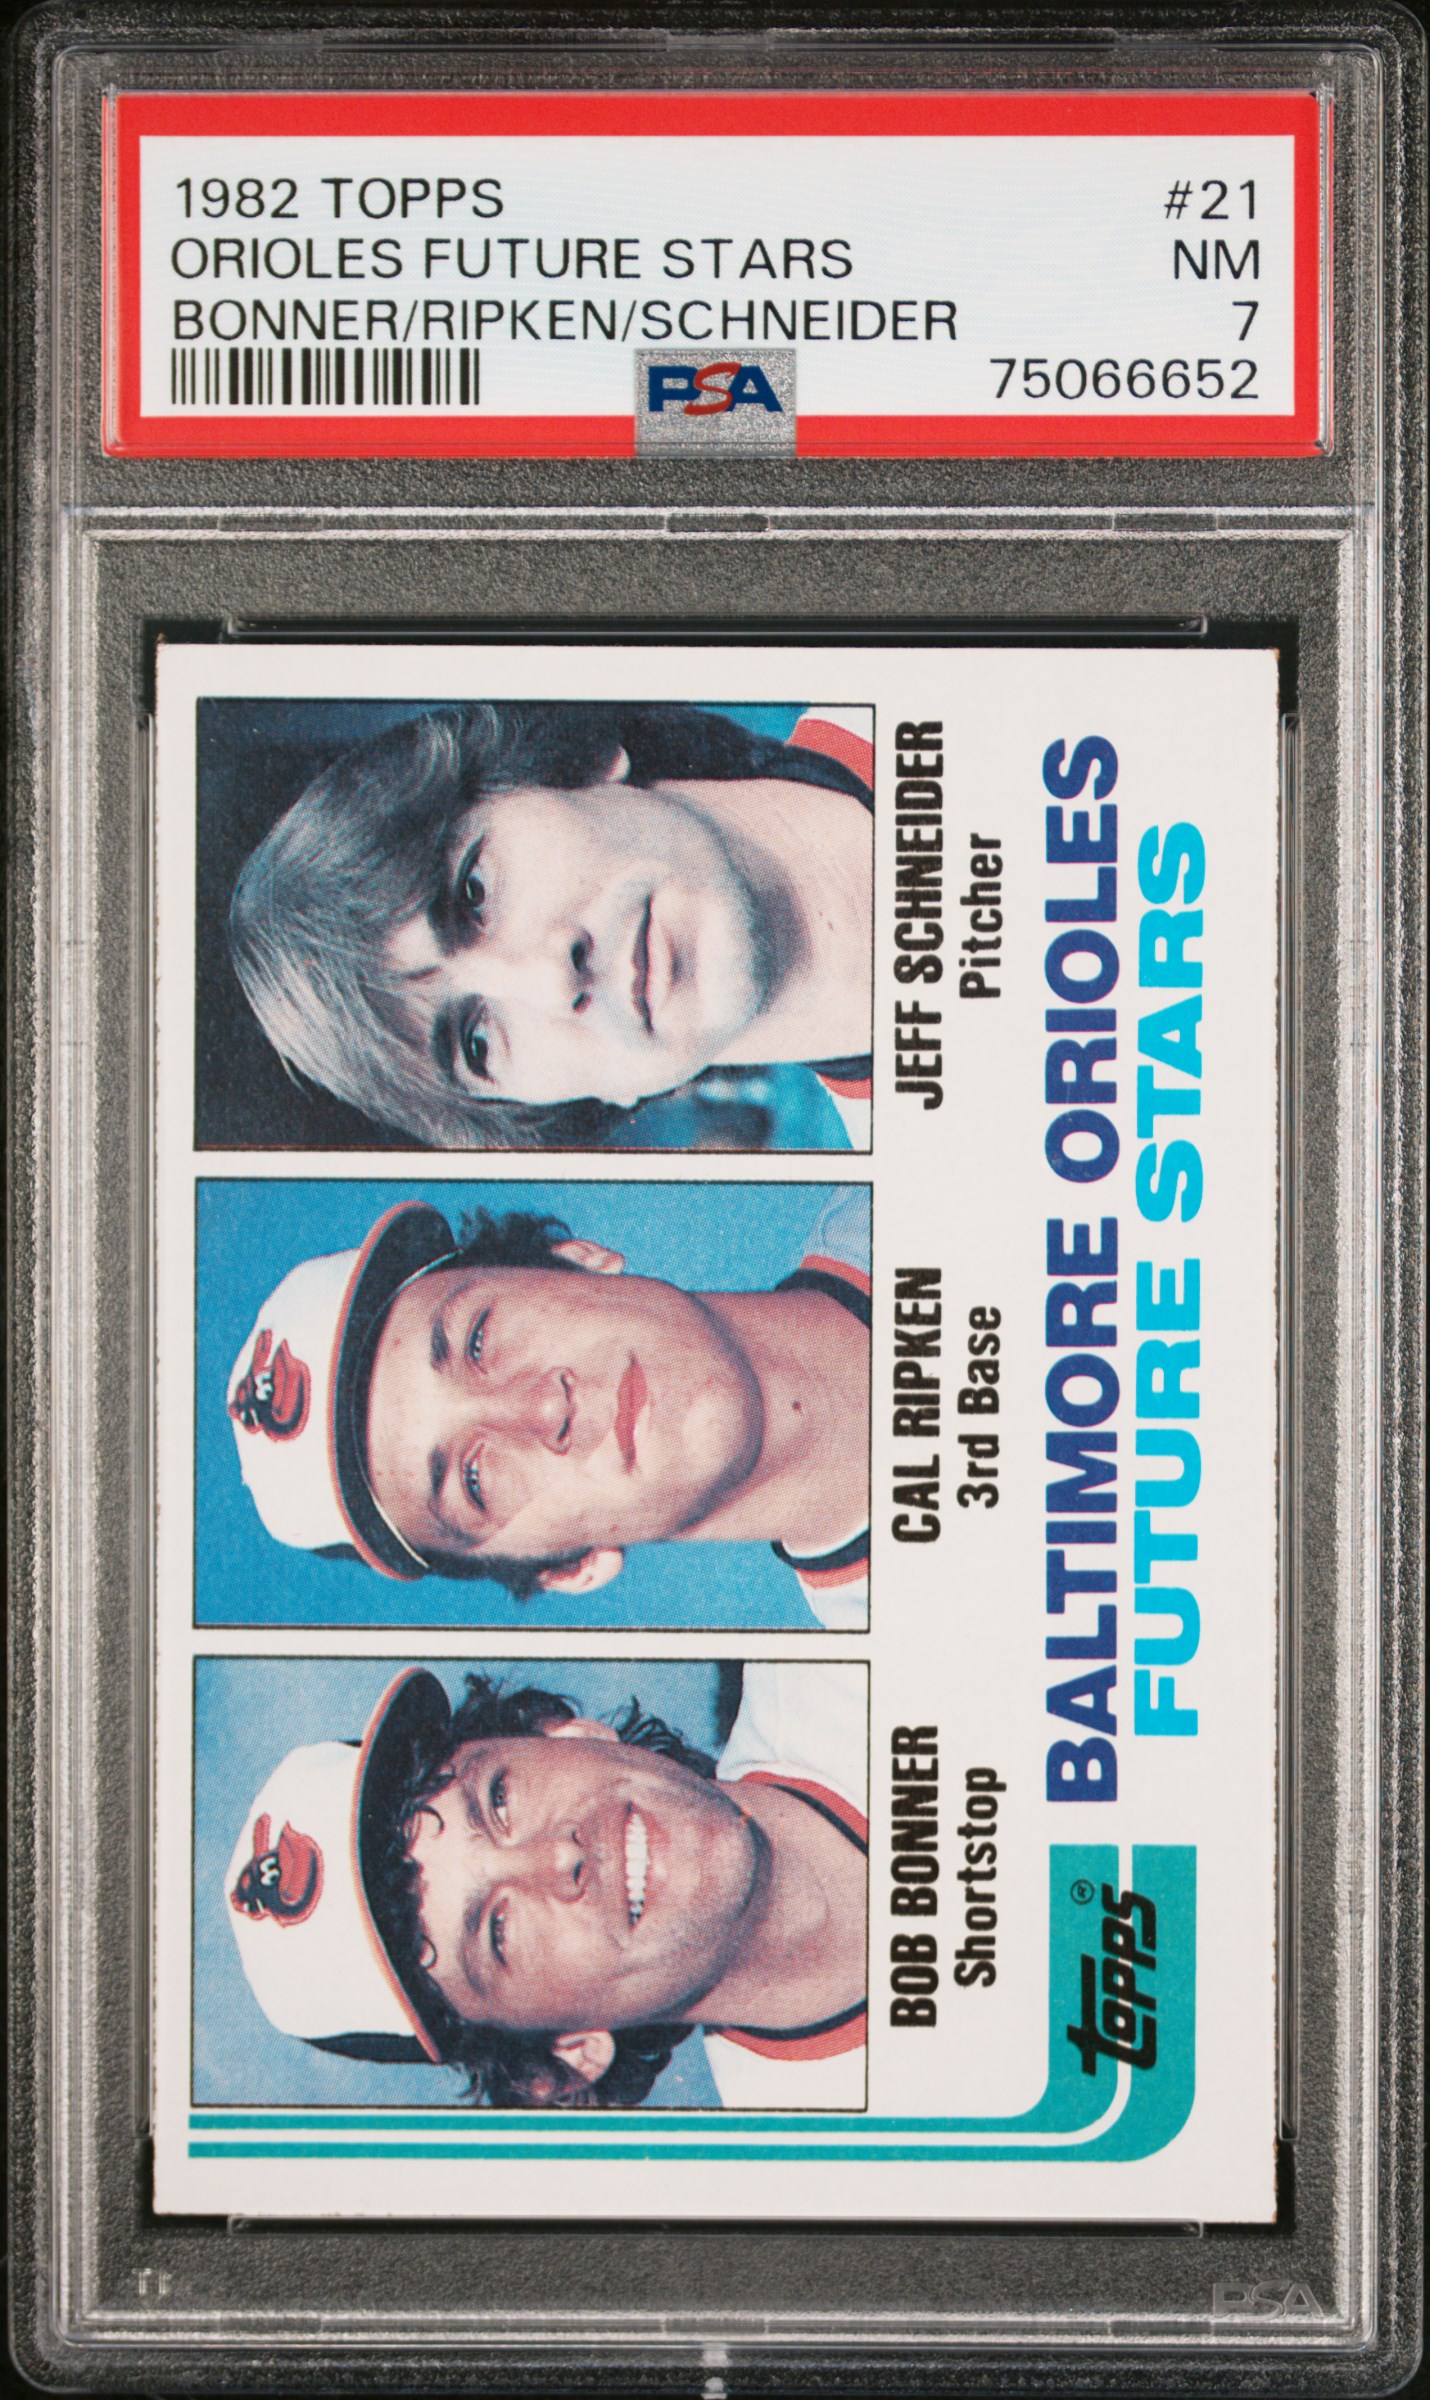 1982 TOPPS #21
ORIOLES FUTURE STARS NM
BONNER/RIPKEN/SCHNEIDER 7
PSA 75066652
BOB BONNER
Shortstop
CAL RIPKEN
3rd Base
JEFF SCHNEIDER
Pitcher
topps®
BALTIMORE ORIOLES
FUTURE STARS
PSA